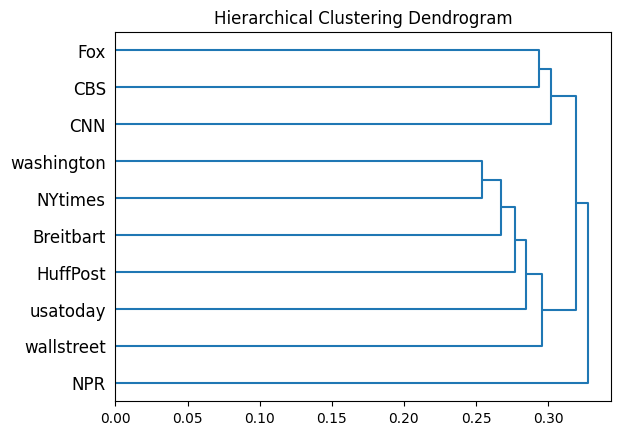 Hierarchical Clustering Dendrogram
Fox
CBS
CNN
washington
NYtimes
Breitbart
HuffPost
usatoday
wallstreet
NPR
0.00 0.05 0.10 0.15 0.20 0.25 0.30